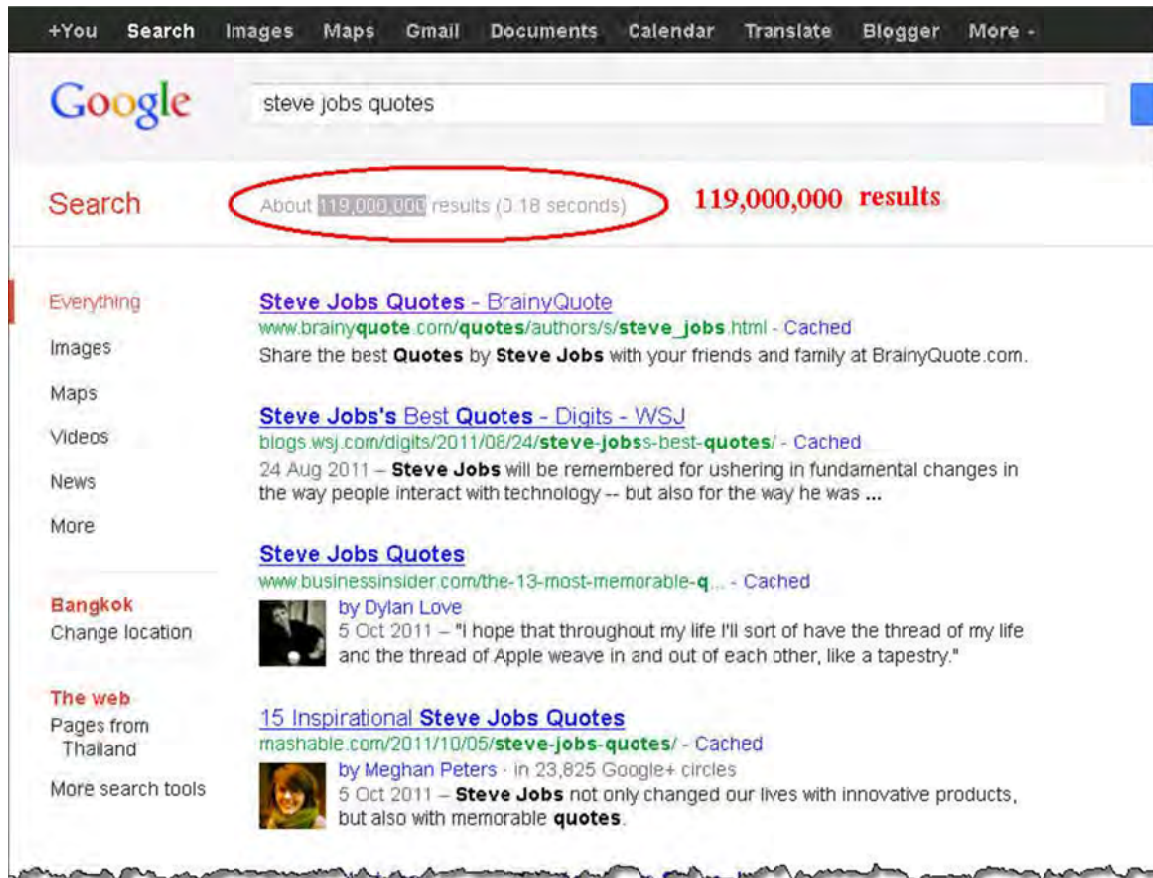 +You Search Images Maps Gmail Documents Calendar Translate Blogger More
Google
steve jobs quotes
Search
About 119,000,000 results (0.18 seconds)
119,000,000 results
Everything
Images
Maps
Videos
News
More
Bangkok
Change location
The web
Pages from
Thailand
More search tools
Steve Jobs Quotes - BrainyQuote
www.brainyquote.com/quotes/authors/s/steve_jobs.html - Cached
Share the best Quotes by Steve Jobs with your friends and family at BrainyQuote.com.
Steve Jobs's Best Quotes - Digits - WSJ
blogs.wsj.com/digits/2011/08/24/steve-jobss-best-quotes/ - Cached
24 Aug 2011 – Steve Jobs will be remembered for ushering in fundamental changes in
the way people interact with technology -- but also for the way he was ...
Steve Jobs Quotes
www.businessinsider.com/the-13-most-memorable-q... - Cached
by Dylan Love
5 Oct 2011 – "I hope that throughout my life I'll sort of have the thread of my life
and the thread of Apple weave in and out of each other, like a tapestry."
15 Inspirational Steve Jobs Quotes
mashable.com/2011/10/05/steve-jobs-quotes/ - Cached
by Meghan Peters · in 23,825 Google+ circles
5 Oct 2011 – Steve Jobs not only changed our lives with innovative products,
but also with memorable quotes.